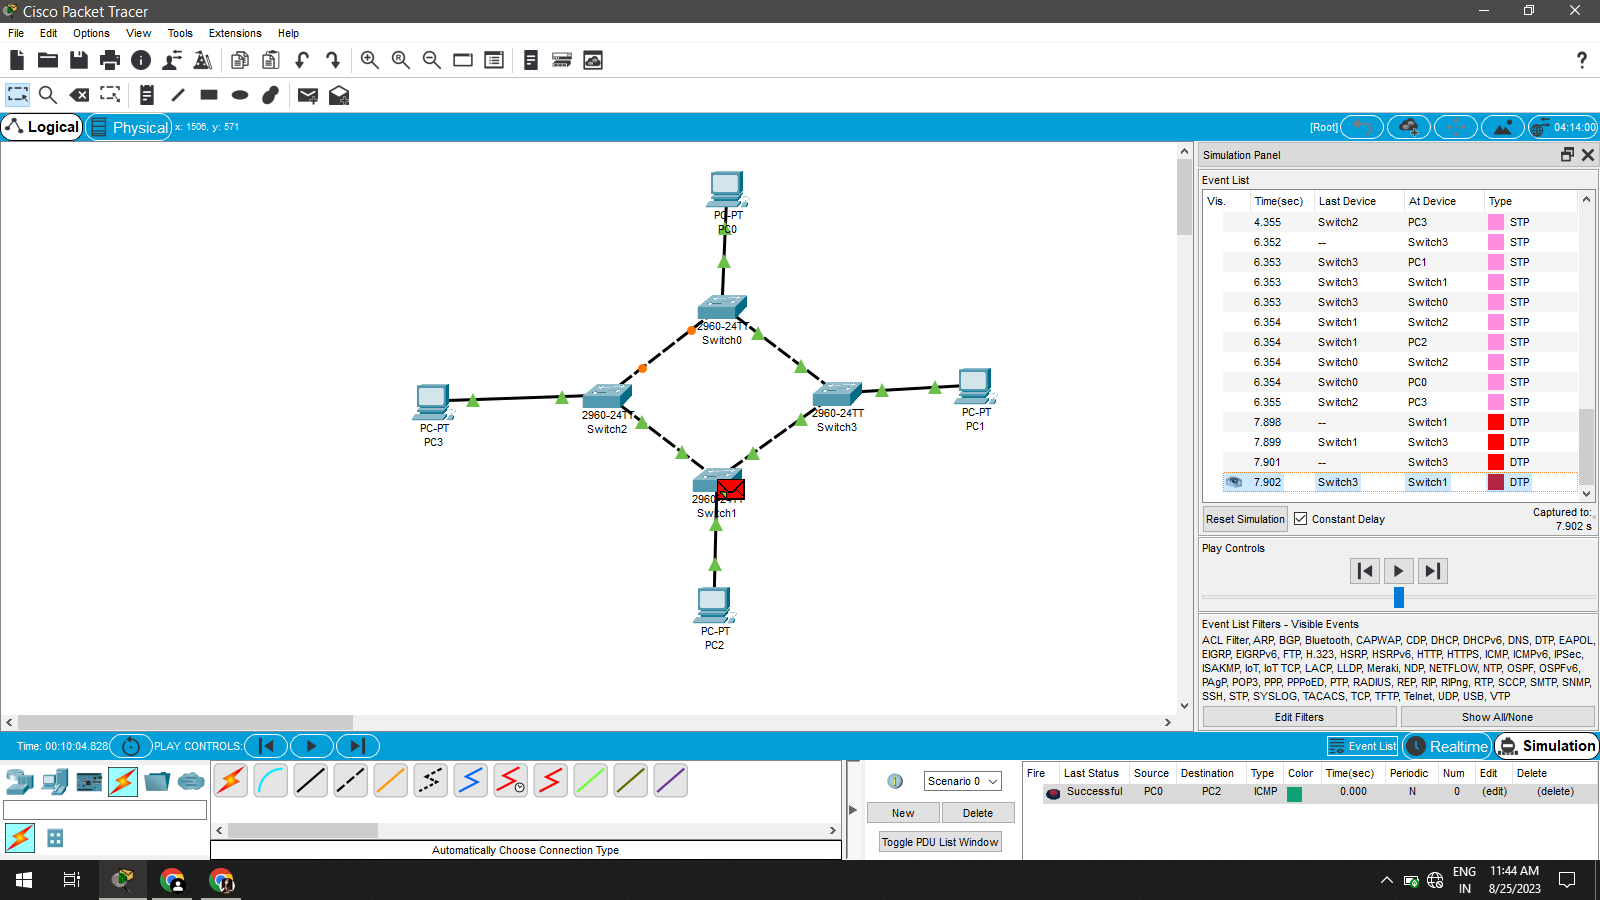 Cisco Packet Tracer
File Edit Options View Tools Extensions Help
Logical Physical x: 1506, y: 571 [Root] 04:14:00
PC-PT
PC0
2960-24TT
Switch0
PC-PT
PC3
2960-24TT
Switch2
2960-24TT
Switch3
PC-PT
PC1
2960-24TT
Switch1
PC-PT
PC2
Simulation Panel
Event List
Vis. Time(sec) Last Device At Device Type
4.355 Switch2 PC3 STP
6.352 -- Switch3 STP
6.353 Switch3 PC1 STP
6.353 Switch3 Switch1 STP
6.353 Switch3 Switch0 STP
6.354 Switch1 Switch2 STP
6.354 Switch1 PC2 STP
6.354 Switch0 Switch2 STP
6.354 Switch0 PC0 STP
6.355 Switch2 PC3 STP
7.898 -- Switch1 DTP
7.899 Switch1 Switch3 DTP
7.901 -- Switch3 DTP
7.902 Switch3 Switch1 DTP
Reset Simulation Constant Delay Captured to:
7.902 s
Play Controls
Event List Filters - Visible Events
ACL Filter, ARP, BGP, Bluetooth, CAPWAP, CDP, DHCP, DHCPv6, DNS, DTP, EAPOL,
EIGRP, EIGRPv6, FTP, H.323, HSRP, HSRPv6, HTTP, HTTPS, ICMP, ICMPv6, IPSec,
ISAKMP, IoT, IoT TCP, LACP, LLDP, Meraki, NDP, NETFLOW, NTP, OSPF, OSPFv6,
PAgP, POP3, PPP, PPPoED, PTP, RADIUS, REP, RIP, RIPng, RTP, SCCP, SMTP, SNMP,
SSH, STP, SYSLOG, TACACS, TCP, TFTP, Telnet, UDP, USB, VTP
Edit Filters Show All/None
Time: 00:10:04.828 PLAY CONTROLS: Event List Realtime Simulation
Automatically Choose Connection Type
Scenario 0
New Delete
Toggle PDU List Window
Fire Last Status Source Destination Type Color Time(sec) Periodic Num Edit Delete
Successful PC0 PC2 ICMP 0.000 N 0 (edit) (delete)
ENG
IN
11:44 AM
8/25/2023